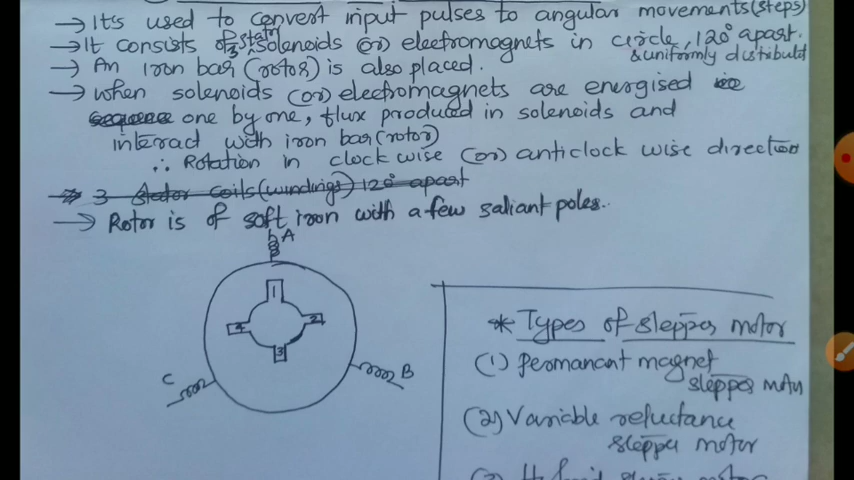 → It's used to convert input pulses to angular movements(steps)
→ It consists of 3 stator solenoids (or) electromagnets in circle, 120° apart.
& uniformly distributd
→ An iron bar (rotor) is also placed.
→ when solenoids (or) electromagnets are energised
sequence one by one, flux produced in solenoids and
interact with iron bar(rotor)
∴ Rotation in clock wise (or) anticlock wise direction
→ 3 stator coils(windings) 120° apart
→ Rotor is of soft iron with a few saliant poles..
A
1
2
3
4
C
B
* Types of stepper motor
(1) permanant magnet
stepper
(2) Variable reluctance
stepper motor